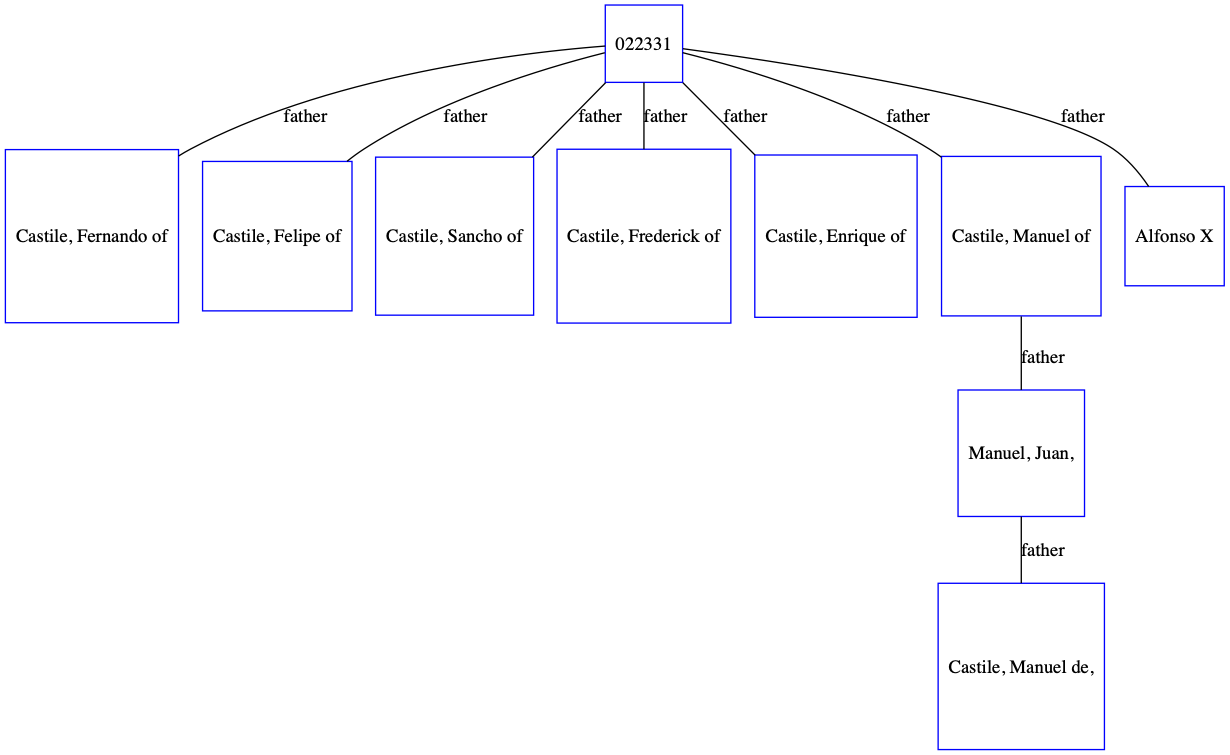 022331
father father father father father father father
Castile, Fernando of Castile, Felipe of Castile, Sancho of Castile, Frederick of Castile, Enrique of Castile, Manuel of Alfonso X
father
Manuel, Juan,
father
Castile, Manuel de,